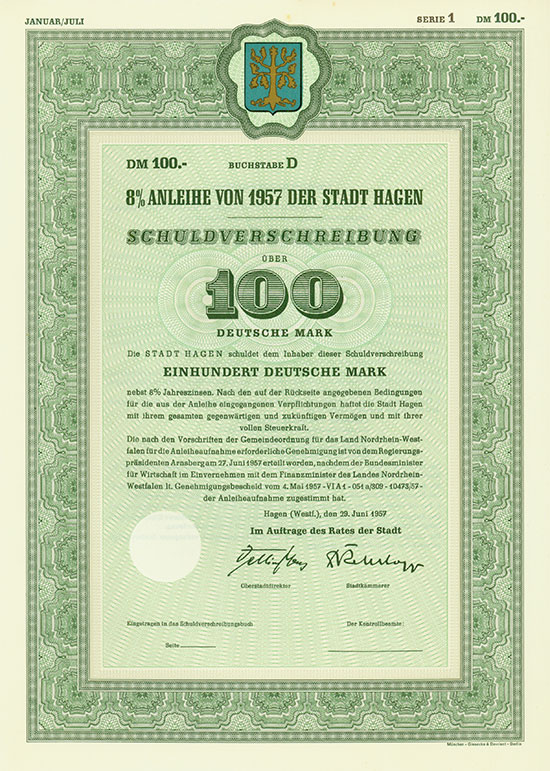 JANUAR/JULI SERIE 1 DM 100.-
DM 100.- BUCHSTABE D
8% ANLEIHE VON 1957 DER STADT HAGEN
SCHULDVERSCHREIBUNG
ÜBER
100
DEUTSCHE MARK
Die STADT HAGEN schuldet dem Inhaber dieser Schuldverschreibung
EINHUNDERT DEUTSCHE MARK
nebst 8% Jahreszinsen. Nach den auf der Rückseite angegebenen Bedingungen
für die aus der Anleihe eingegangenen Verpflichtungen haftet die Stadt Hagen
mit ihrem gesamten gegenwärtigen und zukünftigen Vermögen und mit ihrer
vollen Steuerkraft.
Die nach den Vorschriften der Gemeindeordnung für das Land Nordrhein-West-
falen für die Anleiheaufnahme erforderliche Genehmigung ist von dem Regierungs-
präsidenten Arnsberg am 27. Juni 1957 erteilt worden, nachdem der Bundesminister
für Wirtschaft im Einvernehmen mit dem Finanzminister des Landes Nordrhein-
Westfalen lt. Genehmigungsbescheid vom 4. Mai 1957 - VI A 1 - 051 a/809 - 10473/57 -
der Anleiheaufnahme zugestimmt hat.
Hagen (Westf.), den 29. Juni 1957
Im Auftrage des Rates der Stadt
Oberstadtdirektor Stadtkämmerer
Eingetragen in das Schuldverschreibungsbuch Der Kontrollbeamte:
Seite
München - Giesecke & Devrient - Berlin